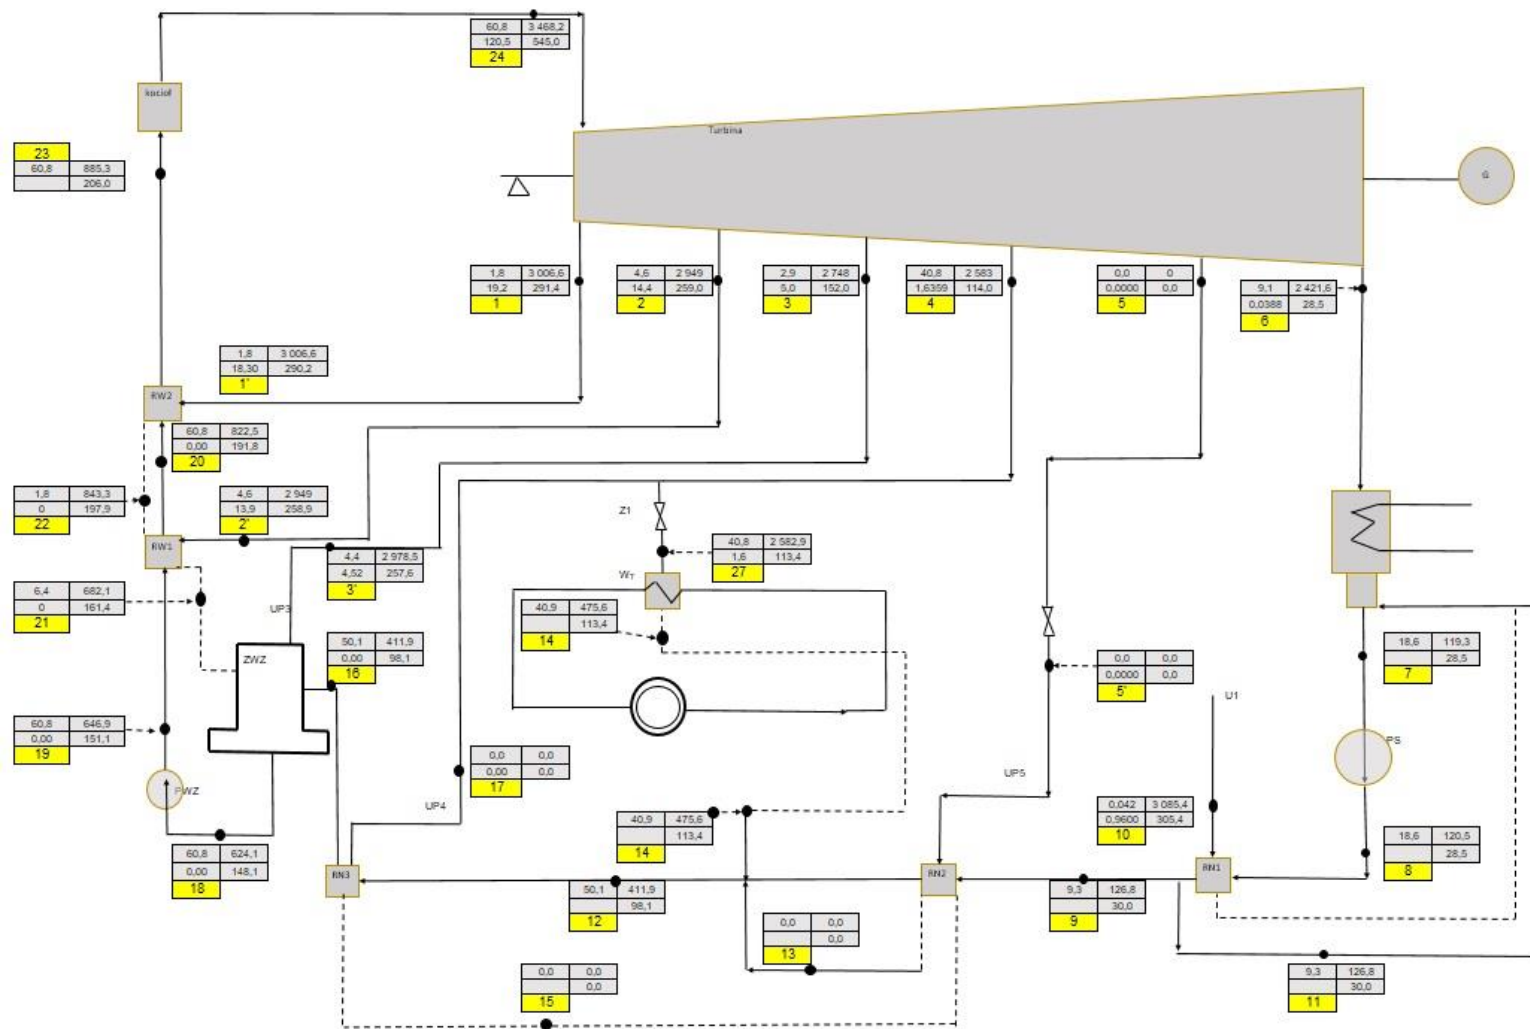 60,8 3 468,2
120,5 545,0
24
kocioł
Turbina
23
60,8 885,3
206,0
G
1,8 3 006,6
19,2 291,4
1
4,6 2 949
14,4 259,0
2
2,9 2 748
5,0 152,0
3
40,8 2 583
1,6359 114,0
4
0,0 0
0,0000 0,0
5
9,1 2 421,6
0,0388 28,5
6
1,8 3 006,6
18,30 290,2
1'
RW2
60,8 822,5
0,00 191,8
20
1,8 843,3
0 197,9
22
4,6 2 949
13,9 258,9
2'
RW1
4,4 2 978,5
4,52 257,6
3'
Z1
40,8 2 582,9
1,6 113,4
27
WT
6,4 682,1
0 161,4
21
UP3
40,9 475,6
113,4
14
50,1 411,9
0,00 98,1
16
ZWZ
18,6 119,3
28,5
7
0,0 0,0
0,0000 0,0
5'
U1
60,8 646,9
0,00 151,1
19
PWZ
0,0 0,0
0,00 0,0
17
PS
UP5
UP4
0,042 3 085,4
0,9600 305,4
10
40,9 475,6
113,4
14
18,6 120,5
28,5
8
60,8 624,1
0,00 148,1
18
RN3
RN2
RN1
50,1 411,9
98,1
12
9,3 126,8
30,0
9
0,0 0,0
0,0
13
0,0 0,0
0,0
15
9,3 126,8
30,0
11